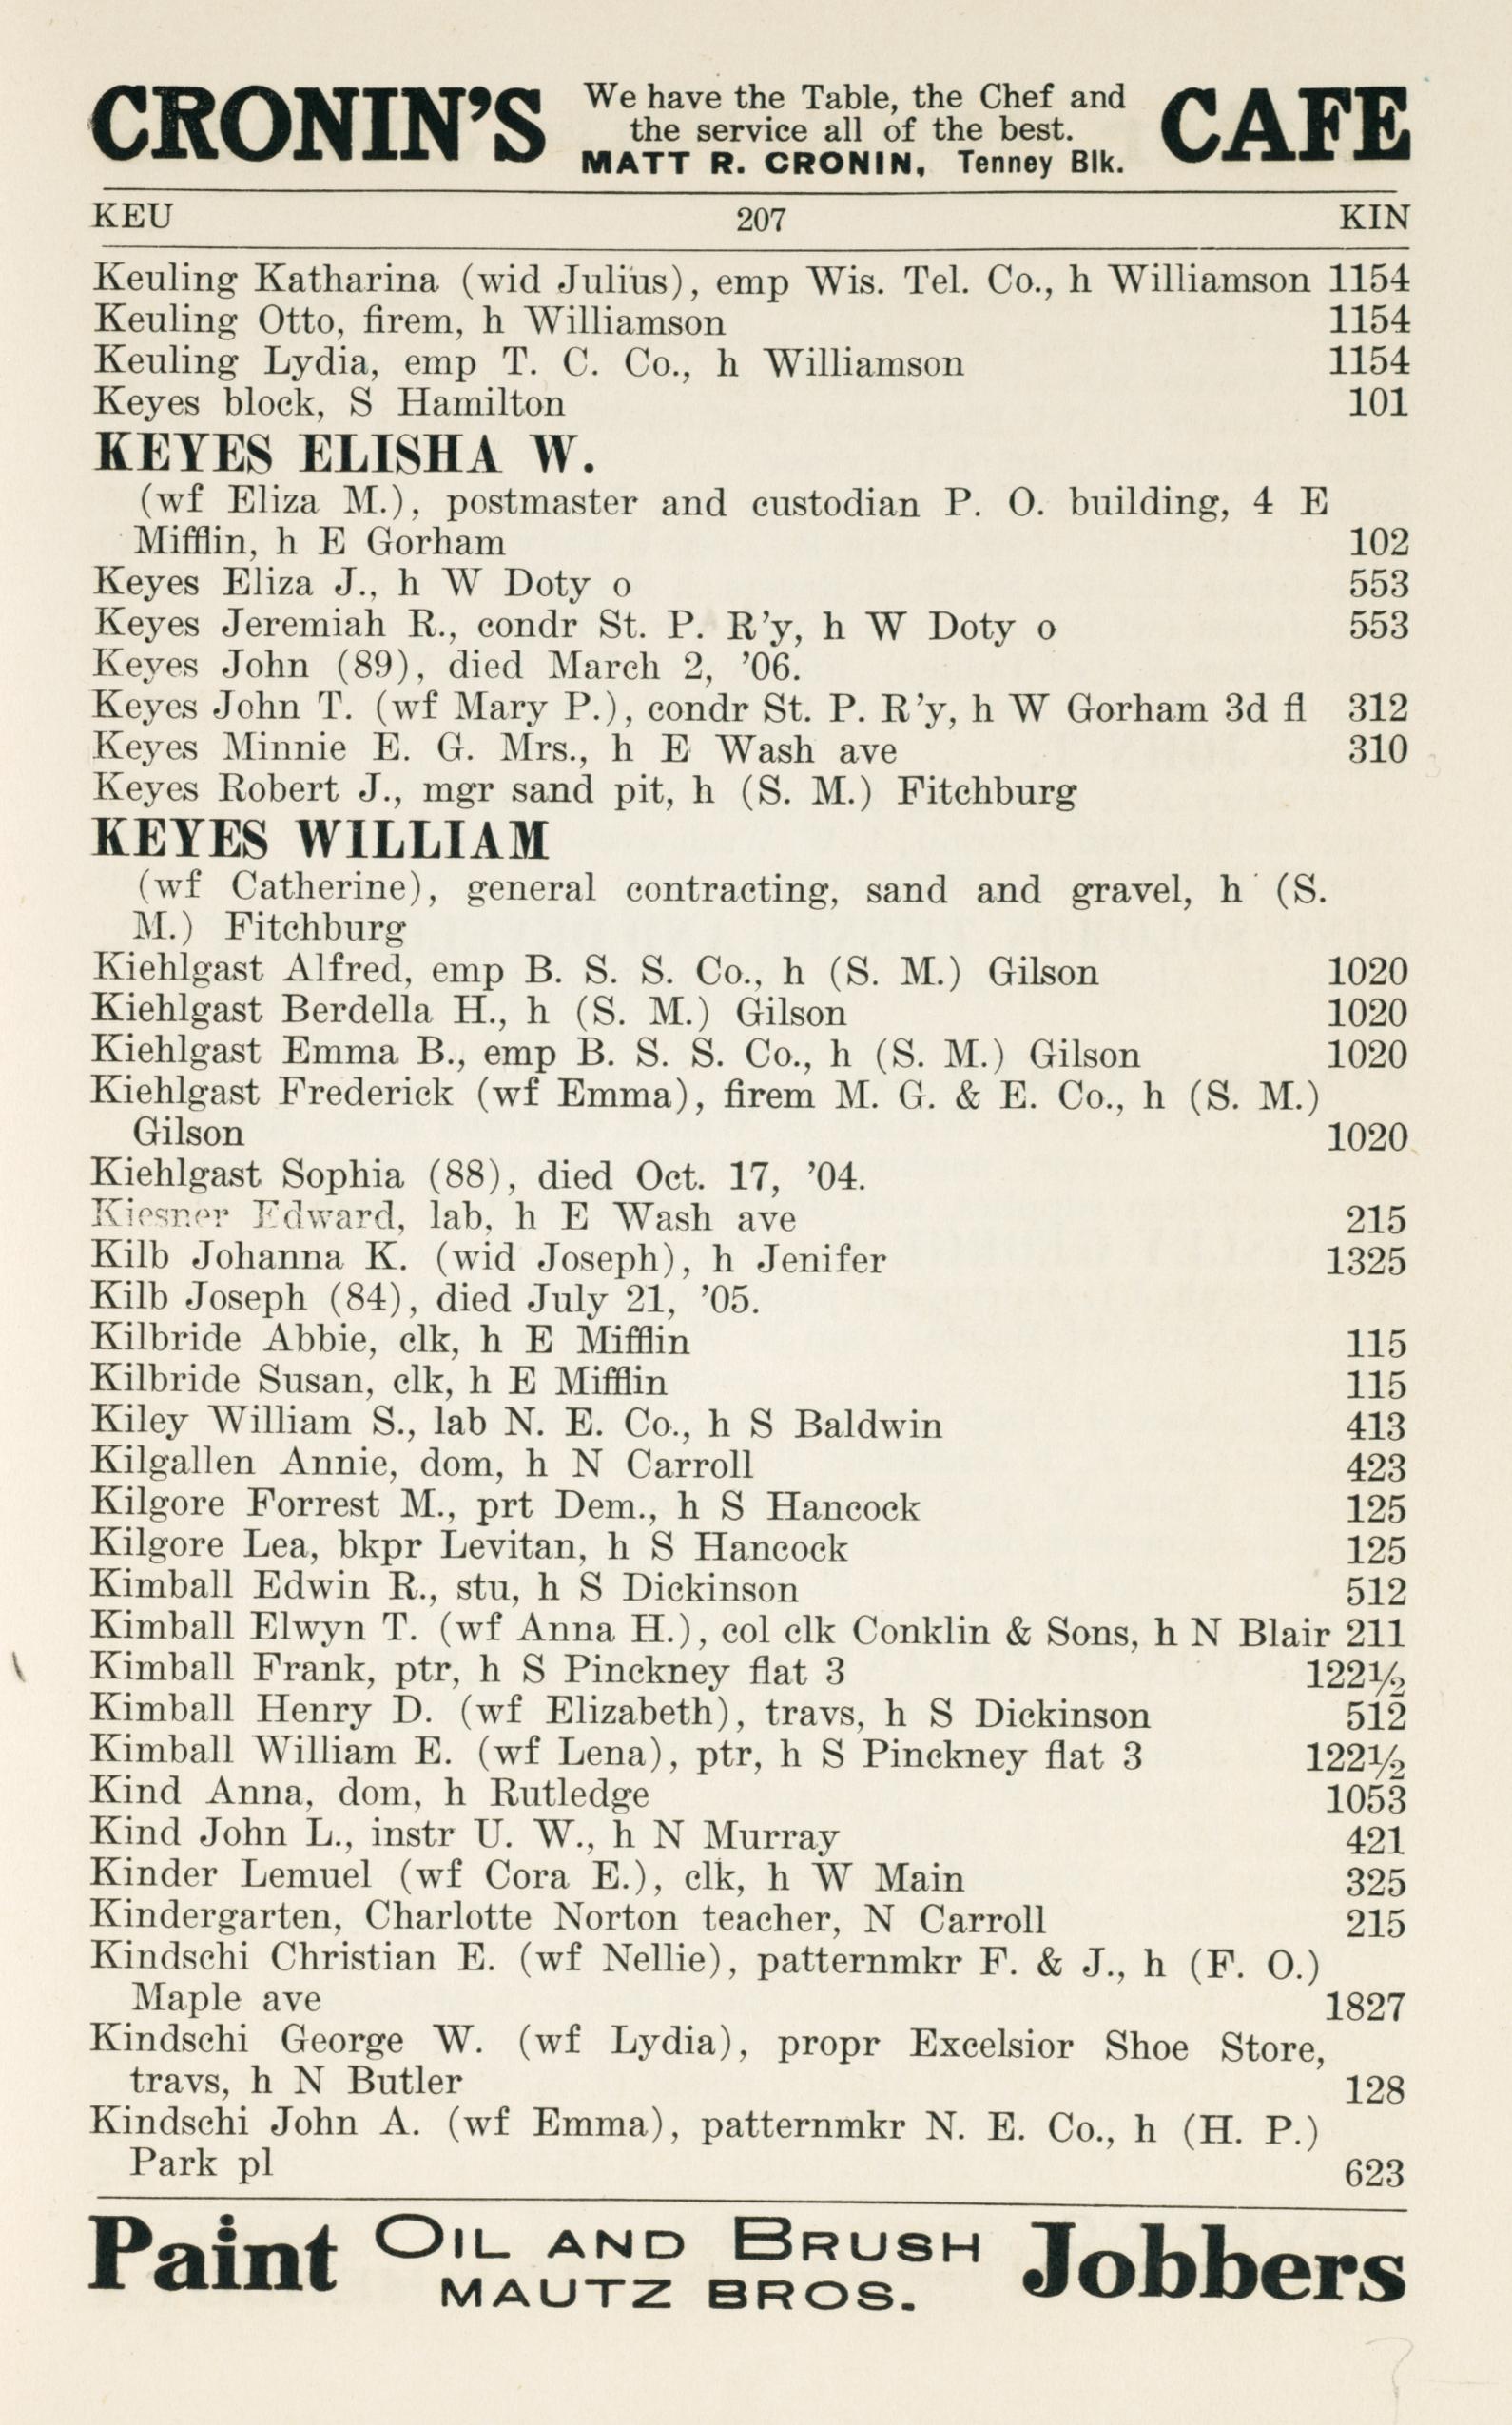 CRONIN'S We have the Table, the Chef and CAFE
the service all of the best.
MATT R. CRONIN, Tenney Blk.
KEU 207 KIN
Keuling Katharina (wid Julius), emp Wis. Tel. Co., h Williamson 1154
Keuling Otto, firem, h Williamson 1154
Keuling Lydia, emp T. C. Co., h Williamson 1154
Keyes block, S Hamilton 101
KEYES ELISHA W.
(wf Eliza M.), postmaster and custodian P. O. building, 4 E
Mifflin, h E Gorham 102
Keyes Eliza J., h W Doty o 553
Keyes Jeremiah R., condr St. P. R'y, h W Doty o 553
Keyes John (89), died March 2, '06.
Keyes John T. (wf Mary P.), condr St. P. R'y, h W Gorham 3d fl 312
Keyes Minnie E. G. Mrs., h E Wash ave 310
Keyes Robert J., mgr sand pit, h (S. M.) Fitchburg
KEYES WILLIAM
(wf Catherine), general contracting, sand and gravel, h (S.
M.) Fitchburg
Kiehlgast Alfred, emp B. S. S. Co., h (S. M.) Gilson 1020
Kiehlgast Berdella H., h (S. M.) Gilson 1020
Kiehlgast Emma B., emp B. S. S. Co., h (S. M.) Gilson 1020
Kiehlgast Frederick (wf Emma), firem M. G. & E. Co., h (S. M.)
Gilson 1020
Kiehlgast Sophia (88), died Oct. 17, '04.
Kiesner Edward, lab, h E Wash ave 215
Kilb Johanna K. (wid Joseph), h Jenifer 1325
Kilb Joseph (84), died July 21, '05.
Kilbride Abbie, clk, h E Mifflin 115
Kilbride Susan, clk, h E Mifflin 115
Kiley William S., lab N. E. Co., h S Baldwin 413
Kilgallen Annie, dom, h N Carroll 423
Kilgore Forrest M., prt Dem., h S Hancock 125
Kilgore Lea, bkpr Levitan, h S Hancock 125
Kimball Edwin R., stu, h S Dickinson 512
Kimball Elwyn T. (wf Anna H.), col clk Conklin & Sons, h N Blair 211
Kimball Frank, ptr, h S Pinckney flat 3 122½
Kimball Henry D. (wf Elizabeth), travs, h S Dickinson 512
Kimball William E. (wf Lena), ptr, h S Pinckney flat 3 122½
Kind Anna, dom, h Rutledge 1053
Kind John L., instr U. W., h N Murray 421
Kinder Lemuel (wf Cora E.), clk, h W Main 325
Kindergarten, Charlotte Norton teacher, N Carroll 215
Kindschi Christian E. (wf Nellie), patternmkr F. & J., h (F. O.)
Maple ave 1827
Kindschi George W. (wf Lydia), propr Excelsior Shoe Store,
travs, h N Butler 128
Kindschi John A. (wf Emma), patternmkr N. E. Co., h (H. P.)
Park pl 623
Paint OIL AND BRUSH Jobbers
MAUTZ BROS.